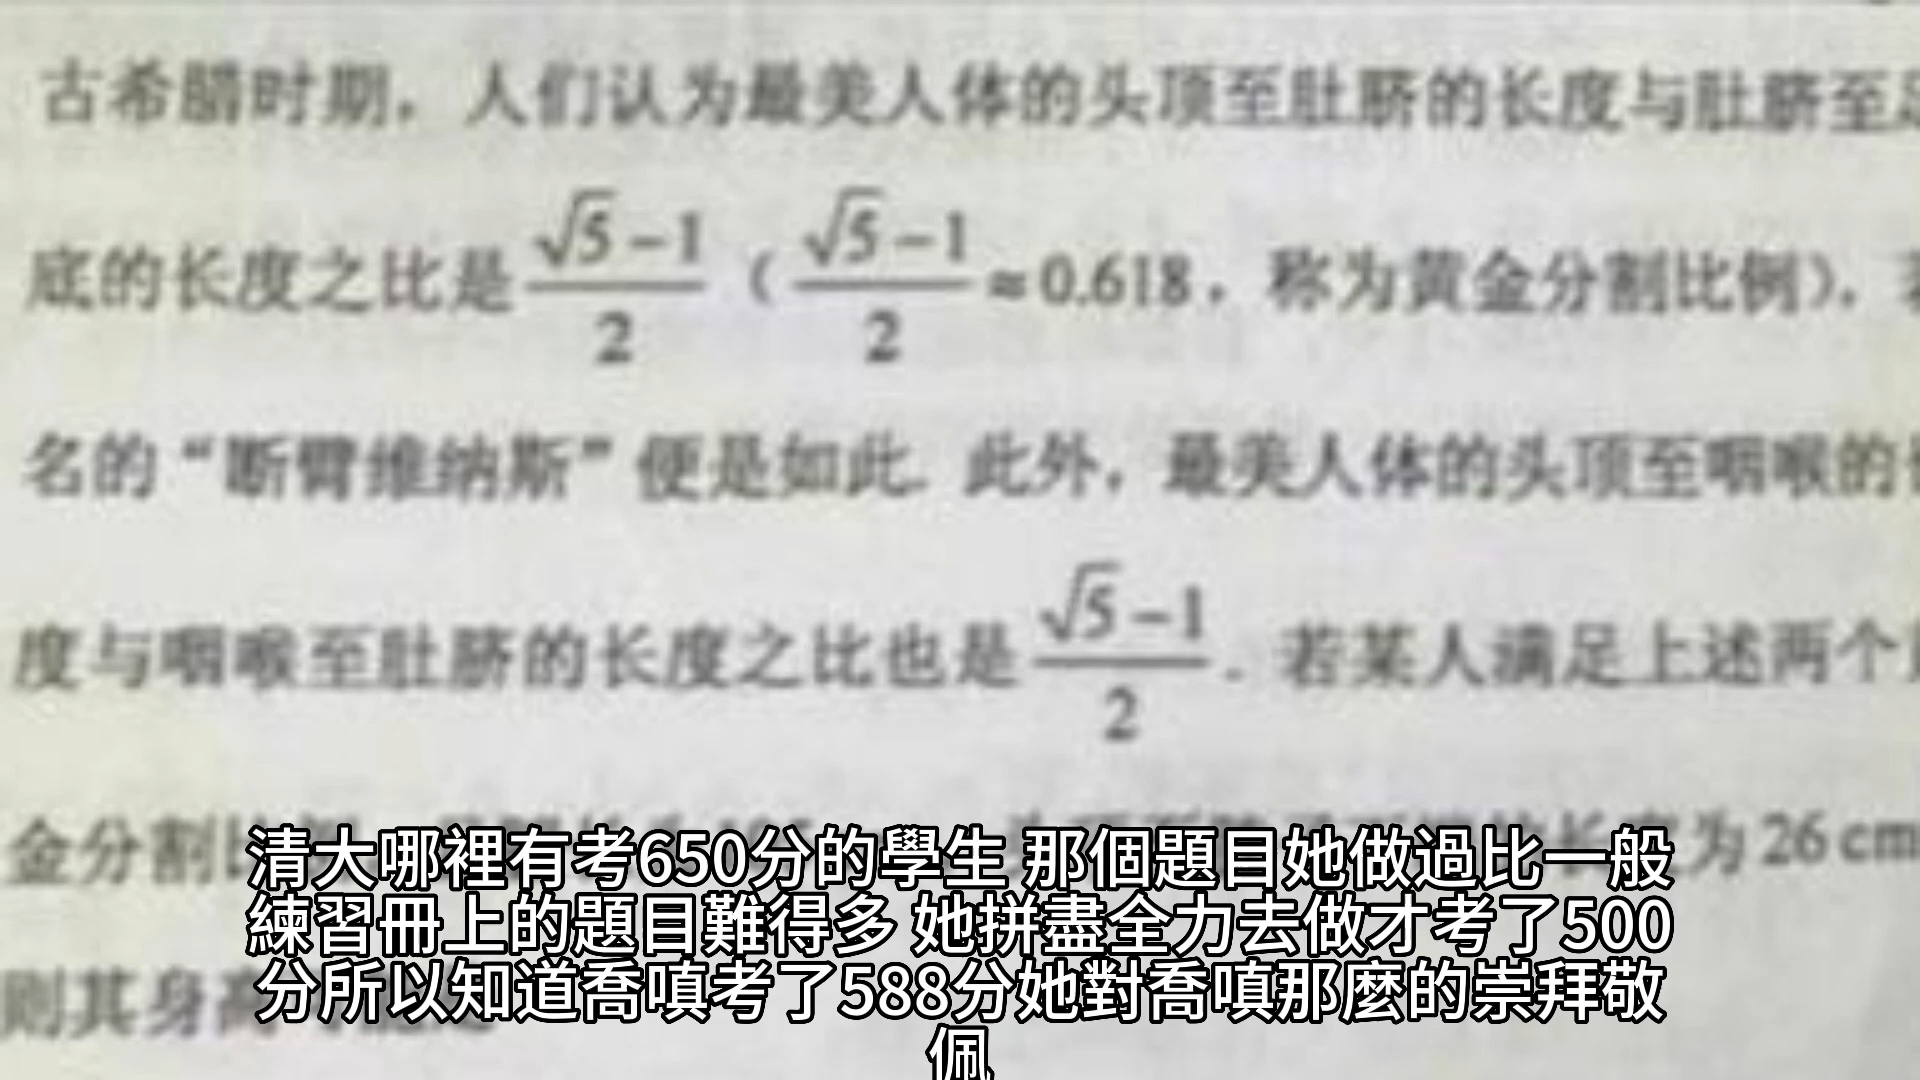 古希腊时期，人们认为最美人体的头顶至肚脐的长度与肚脐至足
底的长度之比是 (√5−1)/2 ( (√5−1)/2 ≈0.618，称为黄金分割比例)，
名的“断臂维纳斯”便是如此. 此外，最美人体的头顶至咽喉的
度与咽喉至肚脐的长度之比也是 (√5−1)/2 . 若某人满足上述两个
金分割 长度为26cm
则其身高
清大哪裡有考650分的學生 那個題目她做過比一般
練習冊上的題目難得多 她拼盡全力去做才考了500
分所以知道喬嗔考了588分她對喬嗔那麼的崇拜敬
佩